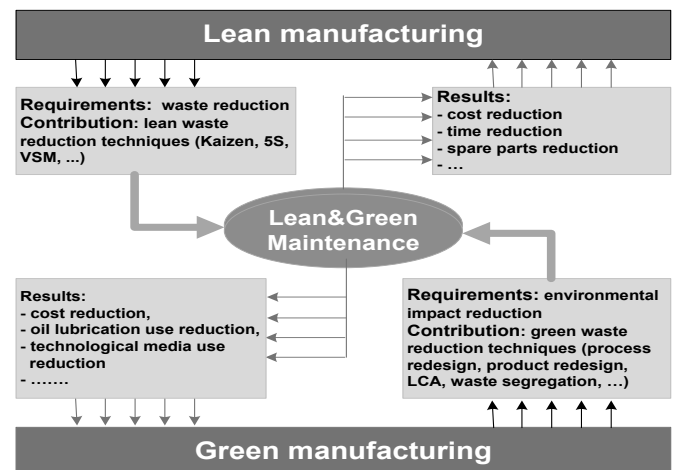 Lean manufacturing
Requirements: waste reduction
Contribution: lean waste
reduction techniques (Kaizen, 5S,
VSM, ...)
Results:
- cost reduction
- time reduction
- spare parts reduction
- ...
Lean&Green
Maintenance
Results:
- cost reduction,
- oil lubrication use reduction,
- technological media use
reduction
- .......
Requirements: environmental
impact reduction
Contribution: green waste
reduction techniques (process
redesign, product redesign,
LCA, waste segregation, ...)
Green manufacturing